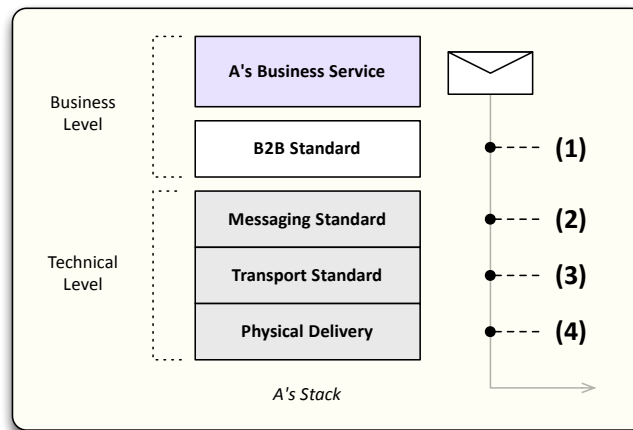 A's Business Service
Business
Level
B2B Standard
(1)
Messaging Standard
(2)
Technical
Level
Transport Standard
(3)
Physical Delivery
(4)
A's Stack